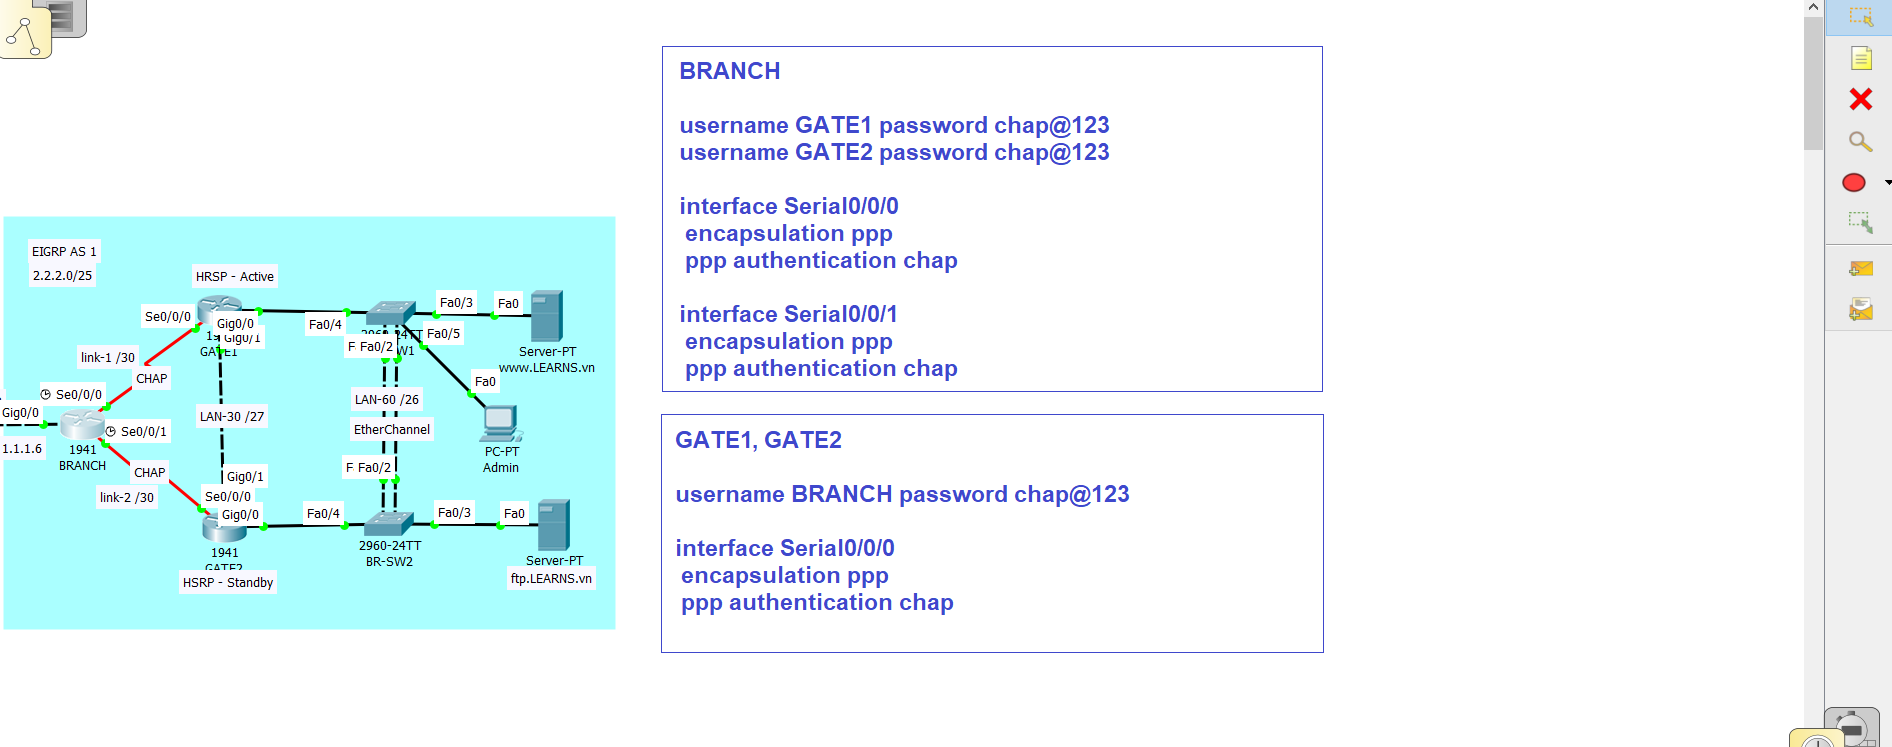 BRANCH
username GATE1 password chap@123
username GATE2 password chap@123
interface Serial0/0/0
encapsulation ppp
ppp authentication chap
interface Serial0/0/1
encapsulation ppp
ppp authentication chap
GATE1, GATE2
username BRANCH password chap@123
interface Serial0/0/0
encapsulation ppp
ppp authentication chap
EIGRP AS 1
2.2.2.0/25
HRSP - Active
Se0/0/0
Gig0/0
Gig0/1
GATE1
Fa0/4
Fa0/3
Fa0
Fa0/5
F Fa0/2
Server-PT
www.LEARNS.vn
link-1 /30
CHAP
Se0/0/0
Gig0/0
Se0/0/1
1.1.1.6
1941
BRANCH
LAN-30 /27
LAN-60 /26
EtherChannel
Fa0
PC-PT
Admin
CHAP
link-2 /30
Gig0/1
Se0/0/0
Gig0/0
F Fa0/2
Fa0/4
Fa0/3
Fa0
1941
GATE2
HSRP - Standby
2960-24TT
BR-SW2
Server-PT
ftp.LEARNS.vn